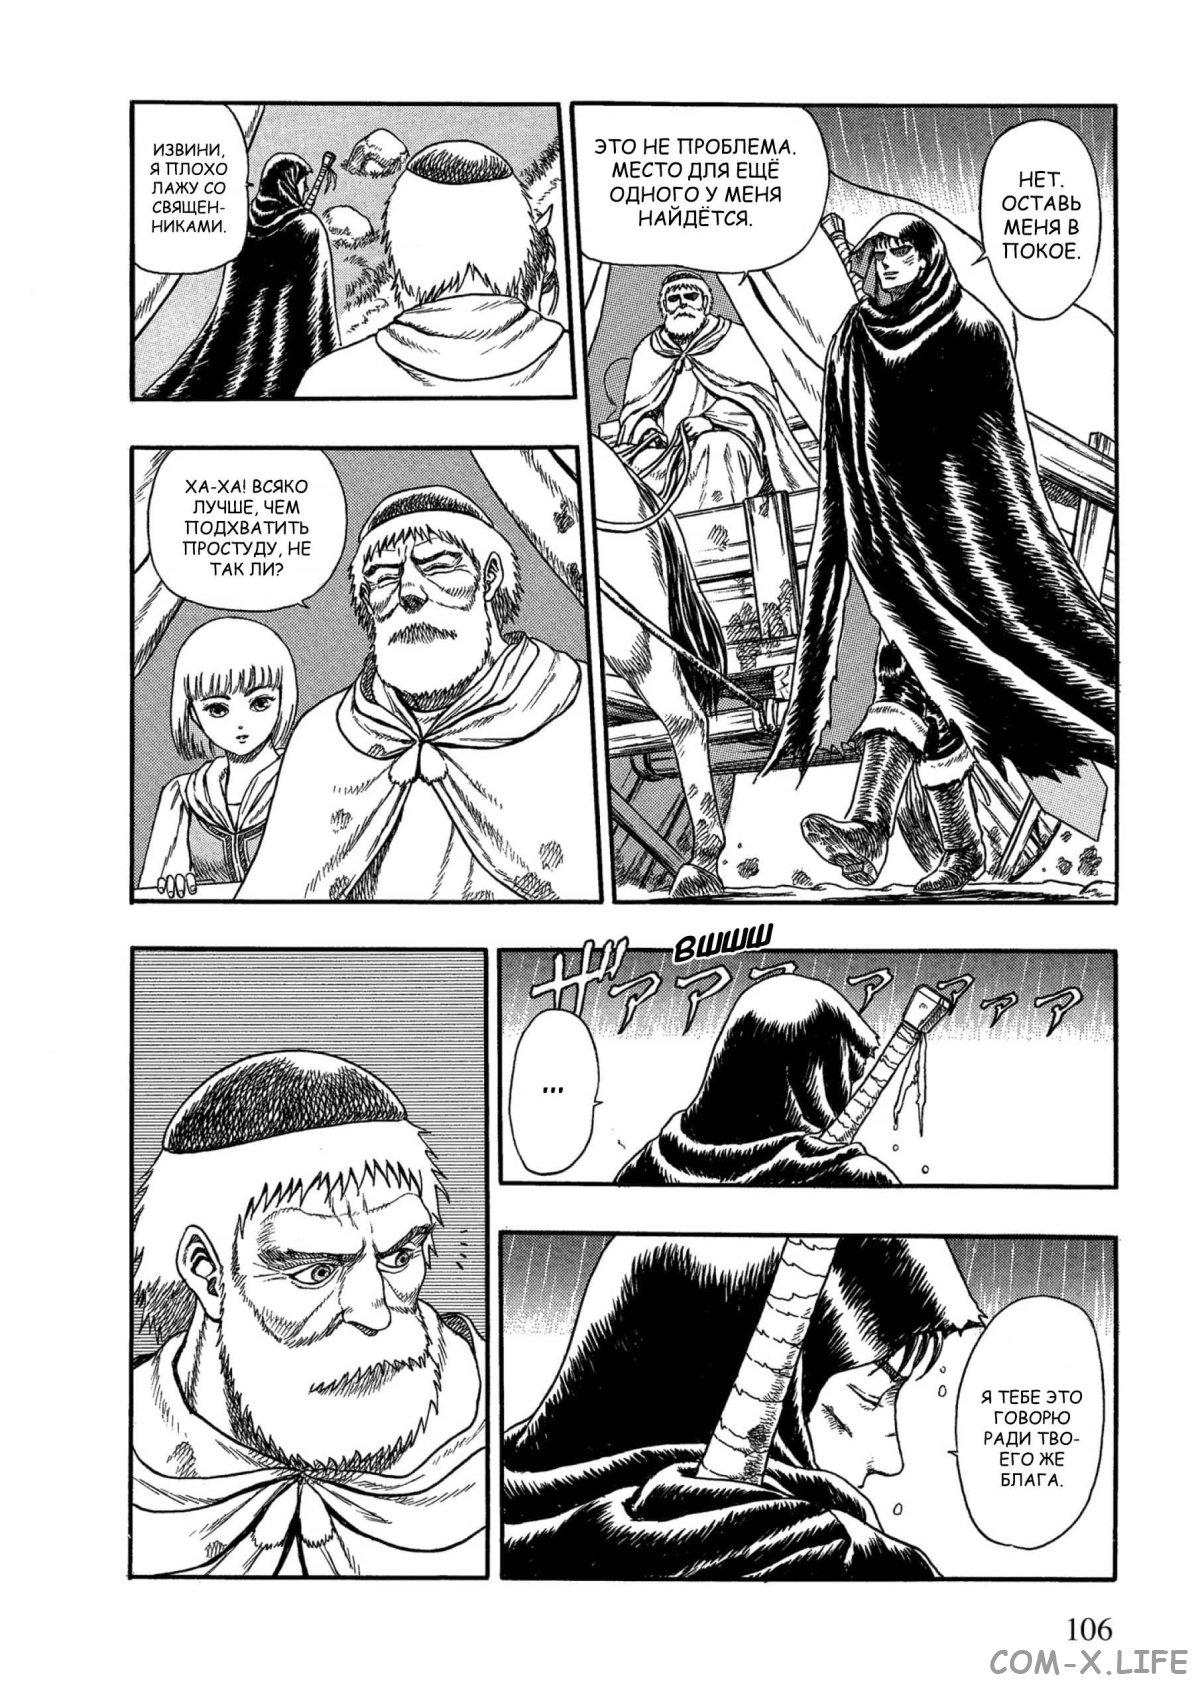 НЕТ.
ОСТАВЬ
МЕНЯ В
ПОКОЕ.
ЭТО НЕ ПРОБЛЕМА.
МЕСТО ДЛЯ ЕЩЁ
ОДНОГО У МЕНЯ
НАЙДЁТСЯ.
ИЗВИНИ,
Я ПЛОХО
ЛАЖУ СО
СВЯЩЕН-
НИКАМИ.
ХА-ХА! ВСЯКО
ЛУЧШЕ, ЧЕМ
ПОДХВАТИТЬ
ПРОСТУДУ, НЕ
ТАК ЛИ?
ВШШШ
ザァァァァァァァ
...
Я ТЕБЕ ЭТО
ГОВОРЮ
РАДИ ТВО-
ЕГО ЖЕ
БЛАГА.
106
COM-X.LIFE